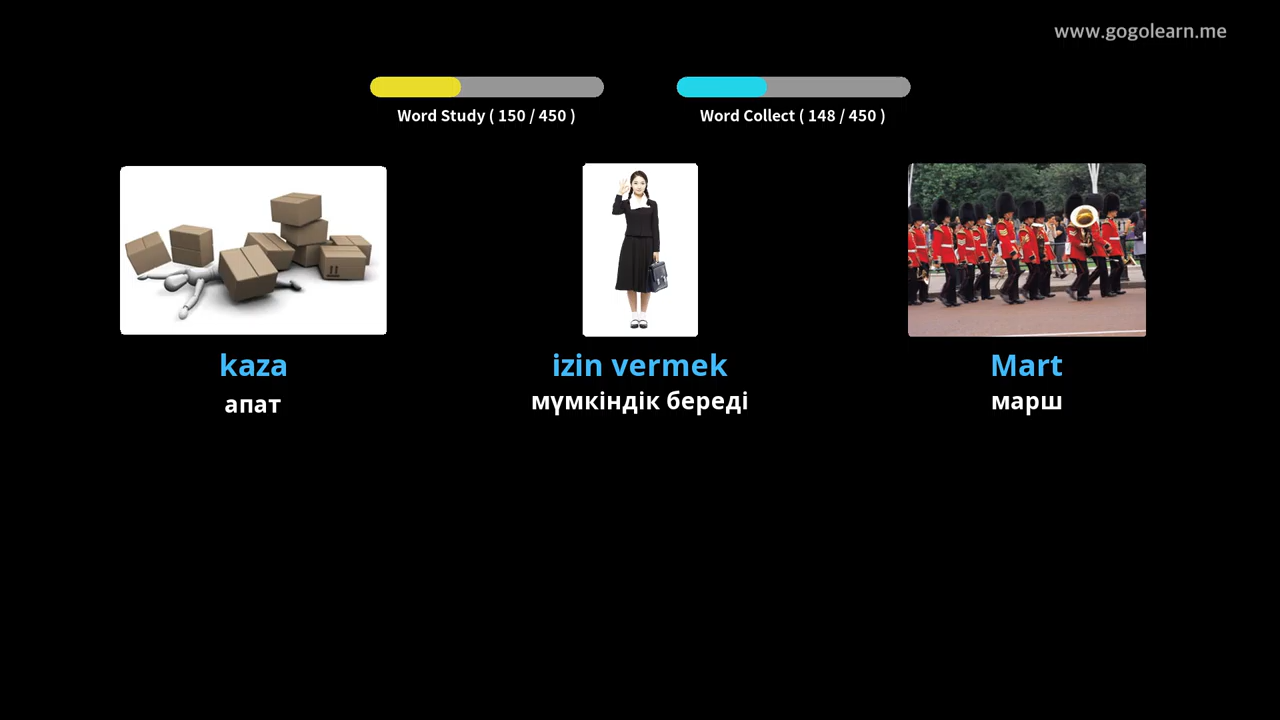 www.gogolearn.me
Word Study ( 150 / 450 )
Word Collect ( 148 / 450 )
kaza
апат
izin vermek
мүмкіндік береді
Mart
марш